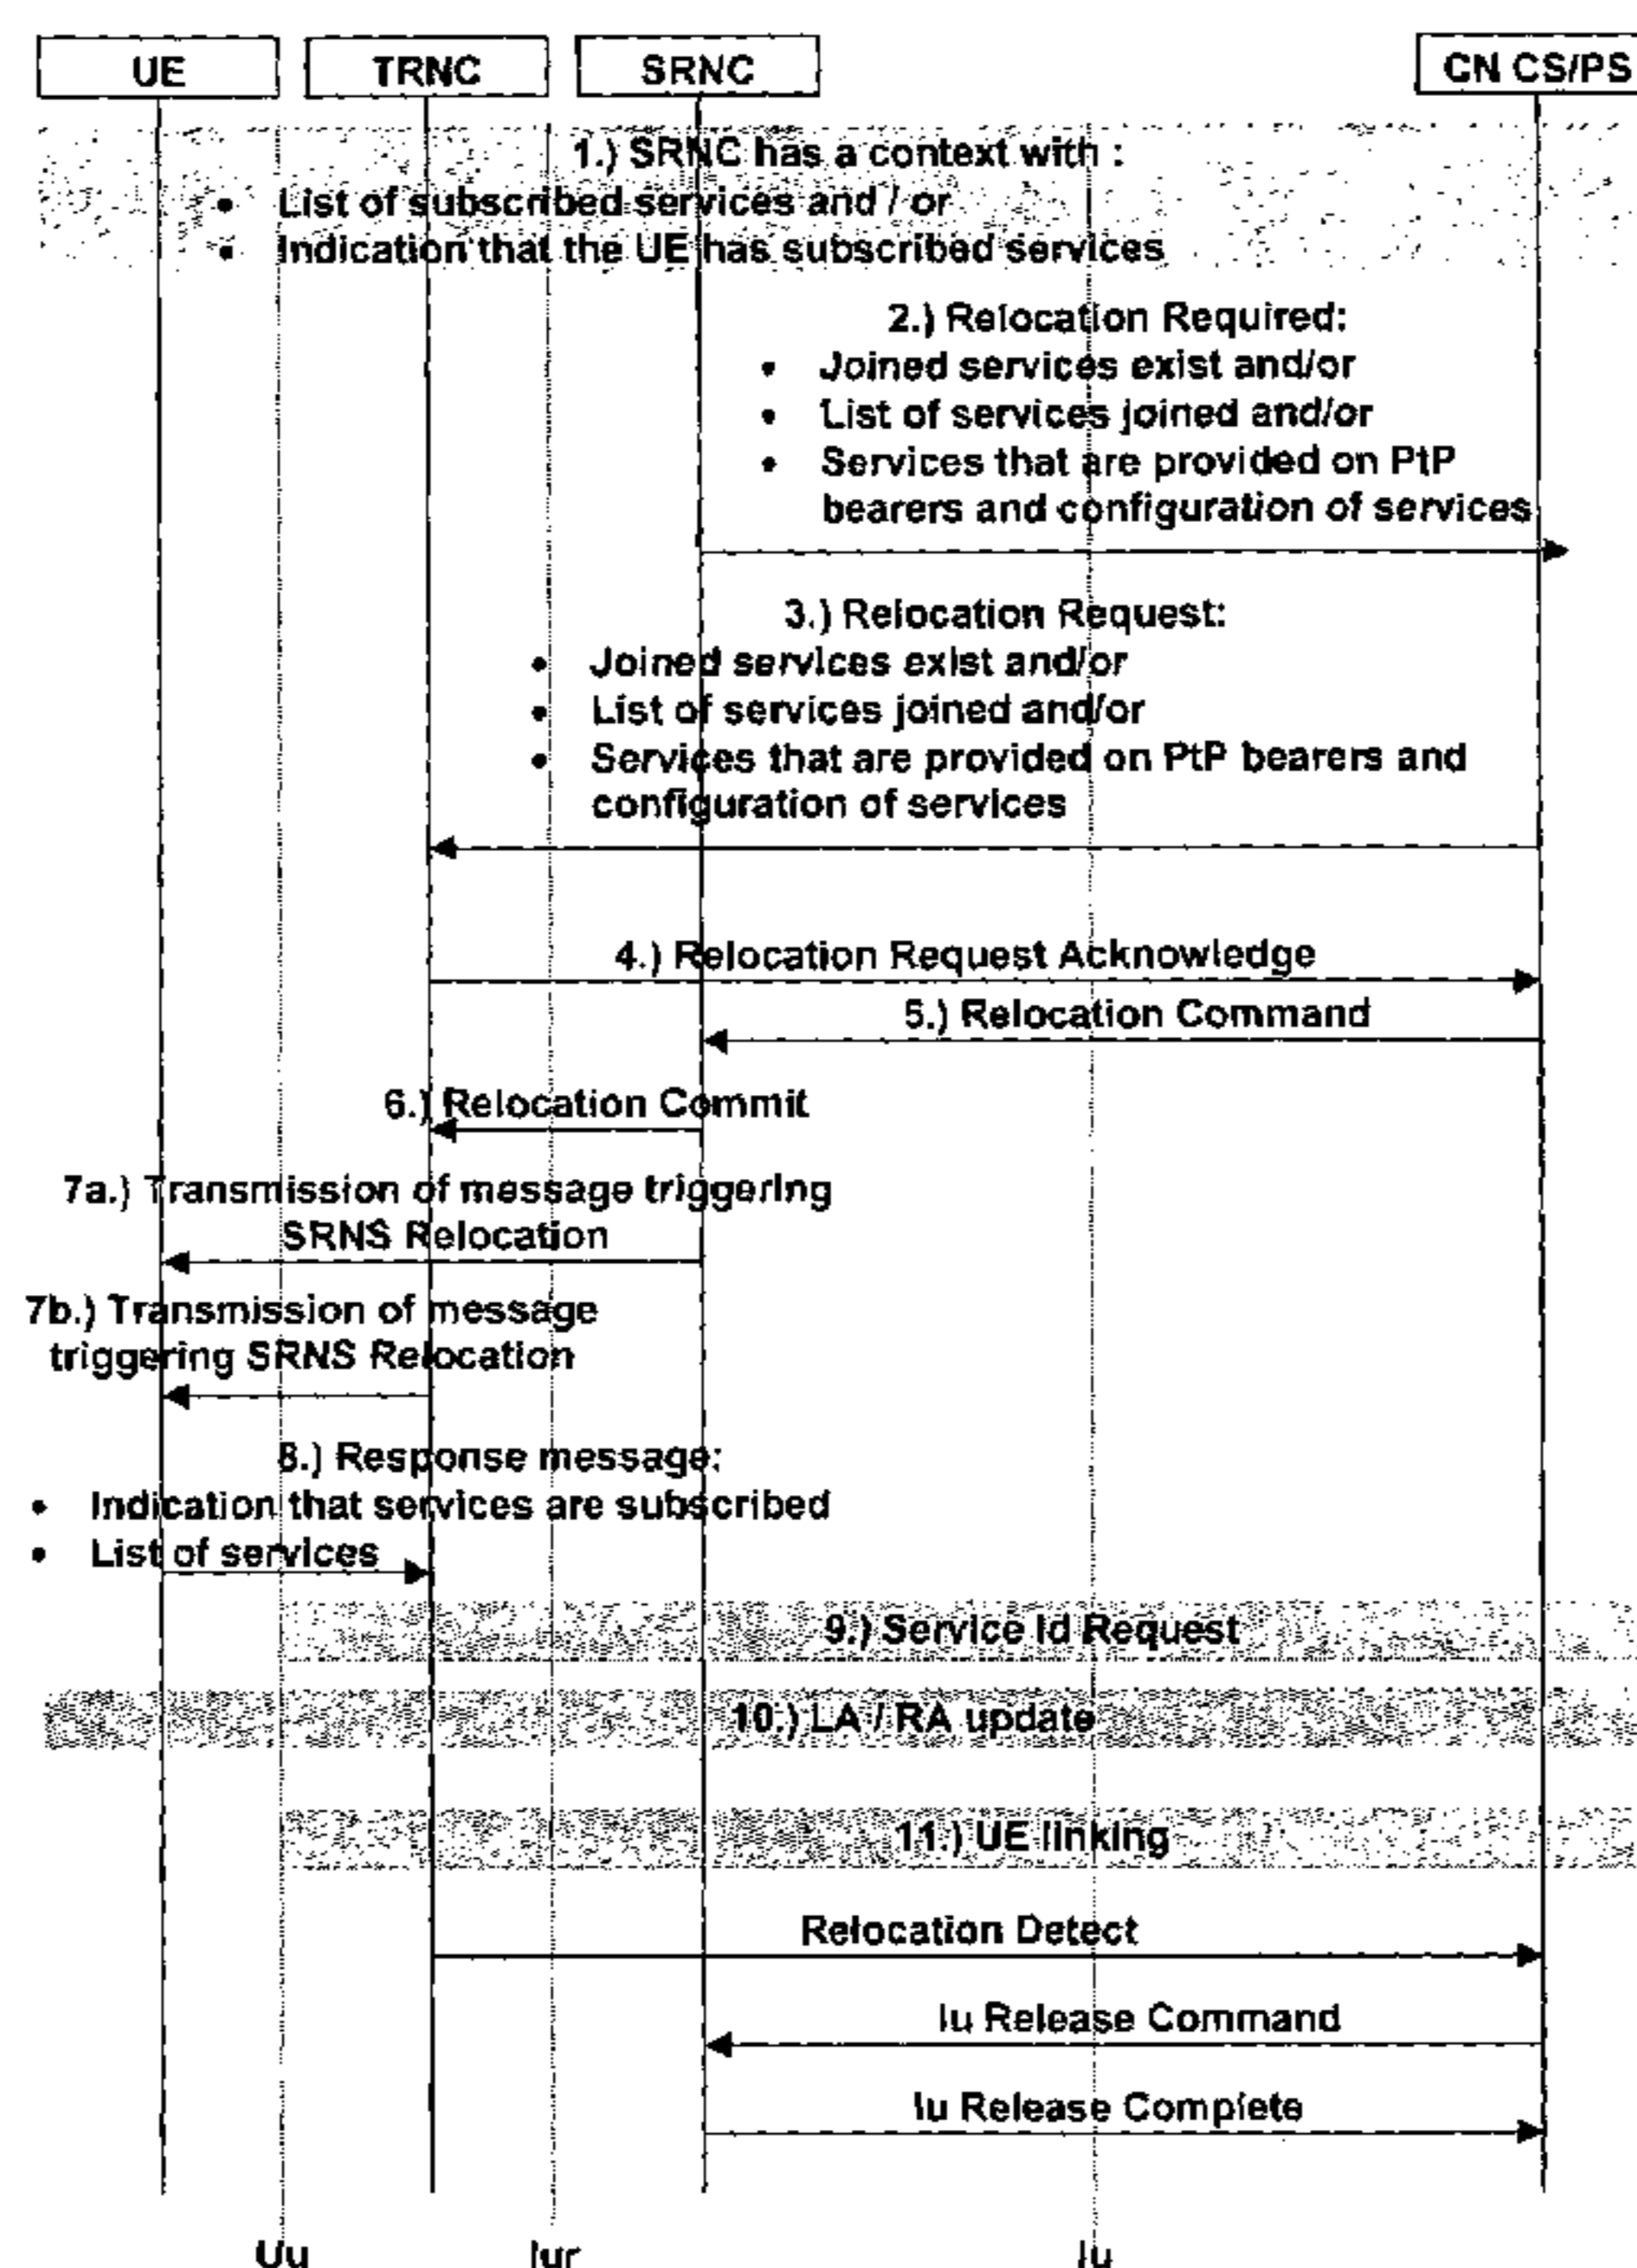 UE TRNC SRNC CN CS/PS
1.) SRNC has a context with :
• List of subscribed services and / or
• Indication that the UE has subscribed services
2.) Relocation Required:
• Joined services exist and/or
• List of services joined and/or
• Services that are provided on PtP
bearers and configuration of services
3.) Relocation Request:
• Joined services exist and/or
• List of services joined and/or
• Services that are provided on PtP bearers and
configuration of services
4.) Relocation Request Acknowledge
5.) Relocation Command
6.) Relocation Commit
7a.) Transmission of message triggering
SRNS Relocation
7b.) Transmission of message
triggering SRNS Relocation
8.) Response message:
• Indication that services are subscribed
• List of services
9.) Service Id Request
10.) LA / RA update
11.) UE linking
Relocation Detect
Iu Release Command
Iu Release Complete
Uu Iur Iu